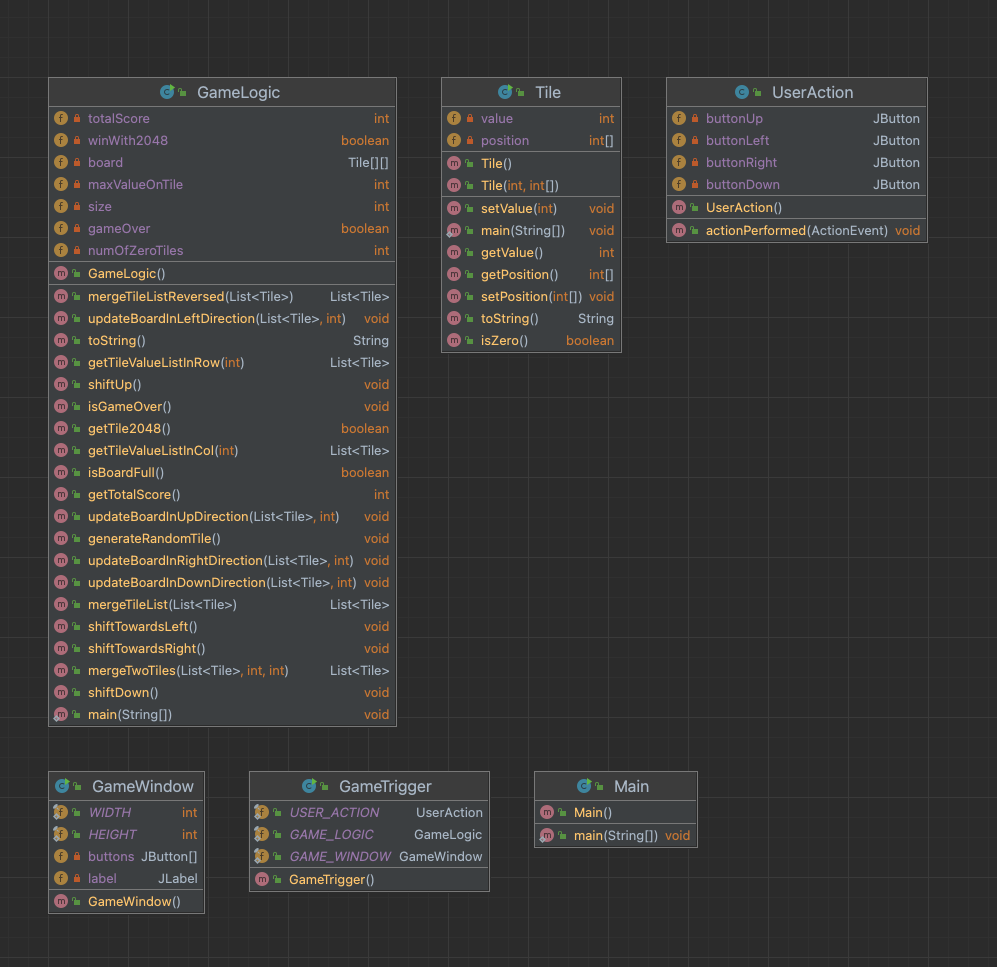 GameLogic
totalScore int
winWith2048 boolean
board Tile[][]
maxValueOnTile int
size int
gameOver boolean
numOfZeroTiles int
GameLogic()
mergeTileListReversed(List<Tile>) List<Tile>
updateBoardInLeftDirection(List<Tile>, int) void
toString() String
getTileValueListInRow(int) List<Tile>
shiftUp() void
isGameOver() void
getTile2048() boolean
getTileValueListInCol(int) List<Tile>
isBoardFull() boolean
getTotalScore() int
updateBoardInUpDirection(List<Tile>, int) void
generateRandomTile() void
updateBoardInRightDirection(List<Tile>, int) void
updateBoardInDownDirection(List<Tile>, int) void
mergeTileList(List<Tile>) List<Tile>
shiftTowardsLeft() void
shiftTowardsRight() void
mergeTwoTiles(List<Tile>, int, int) List<Tile>
shiftDown() void
main(String[]) void
Tile
value int
position int[]
Tile()
Tile(int, int[])
setValue(int) void
main(String[]) void
getValue() int
getPosition() int[]
setPosition(int[]) void
toString() String
isZero() boolean
UserAction
buttonUp JButton
buttonLeft JButton
buttonRight JButton
buttonDown JButton
UserAction()
actionPerformed(ActionEvent) void
GameWindow
WIDTH int
HEIGHT int
buttons JButton[]
label JLabel
GameWindow()
GameTrigger
USER_ACTION UserAction
GAME_LOGIC GameLogic
GAME_WINDOW GameWindow
GameTrigger()
Main
Main()
main(String[]) void